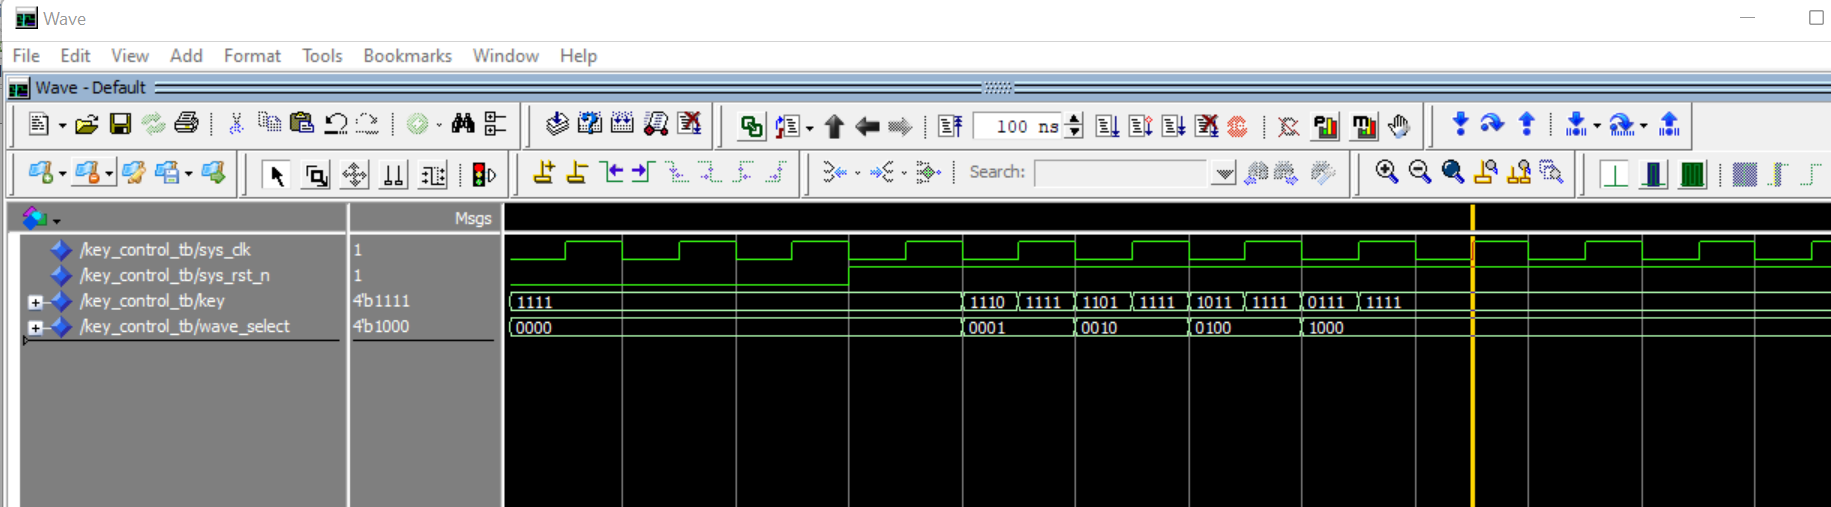 Wave
File Edit View Add Format Tools Bookmarks Window Help
Wave - Default
100 ns
Search:
Msgs
/key_control_tb/sys_clk 1
/key_control_tb/sys_rst_n 1
/key_control_tb/key 4'b1111 1111 1110 1111 1101 1111 1011 1111 0111 1111
/key_control_tb/wave_select 4'b1000 0000 0001 0010 0100 1000